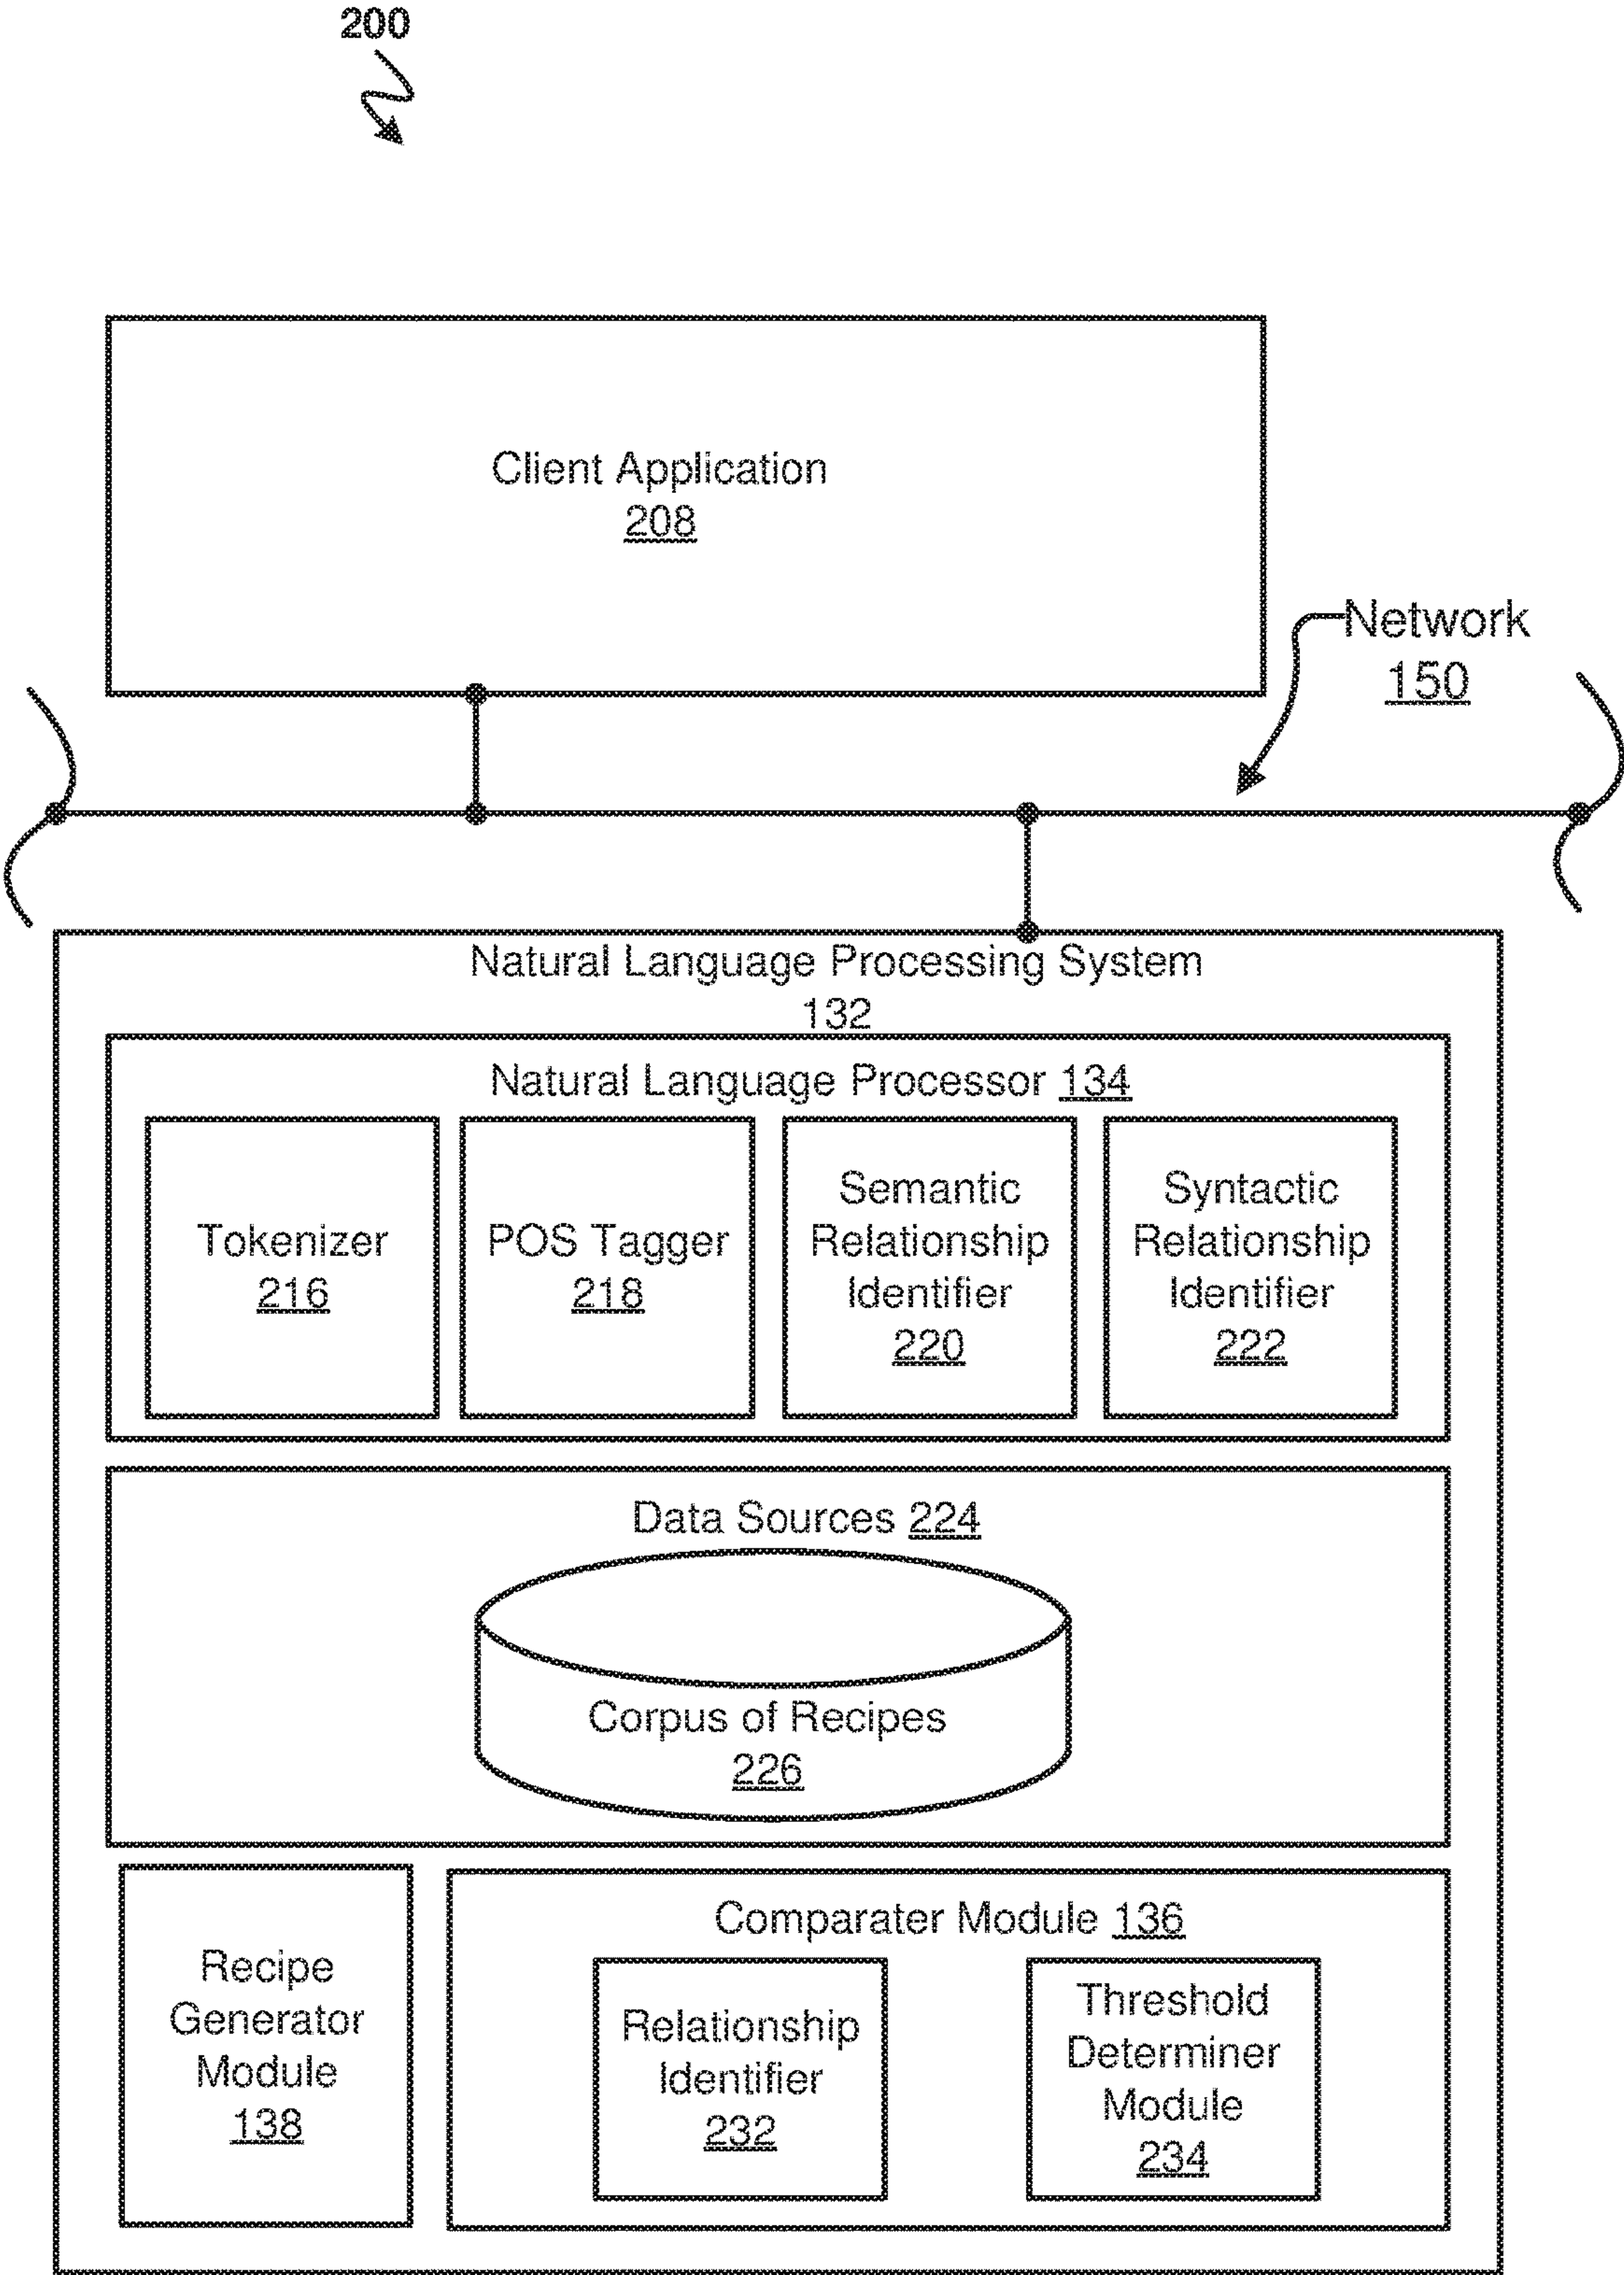 200
Client Application
208
Network
150
Natural Language Processing System
132
Natural Language Processor 134
Tokenizer
216
POS Tagger
218
Semantic
Relationship
Identifier
220
Syntactic
Relationship
Identifier
222
Data Sources 224
Corpus of Recipes
226
Recipe
Generator
Module
138
Comparater Module 136
Relationship
Identifier
232
Threshold
Determiner
Module
234